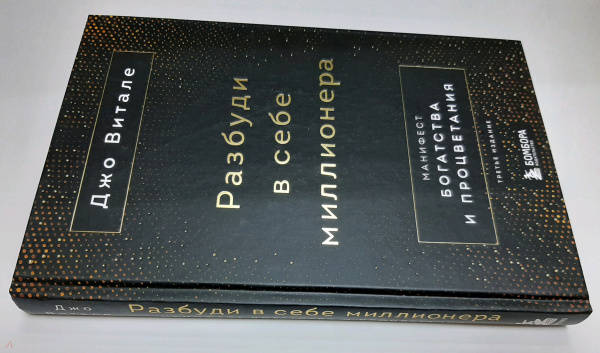 Джо Витале
Разбуди
в себе
миллионера
МАНИФЕСТ
БОГАТСТВА
И ПРОЦВЕТАНИЯ
ТРЕТЬЕ ИЗДАНИЕ
БОМБОРА
Джо
Разбуди в себе миллионера